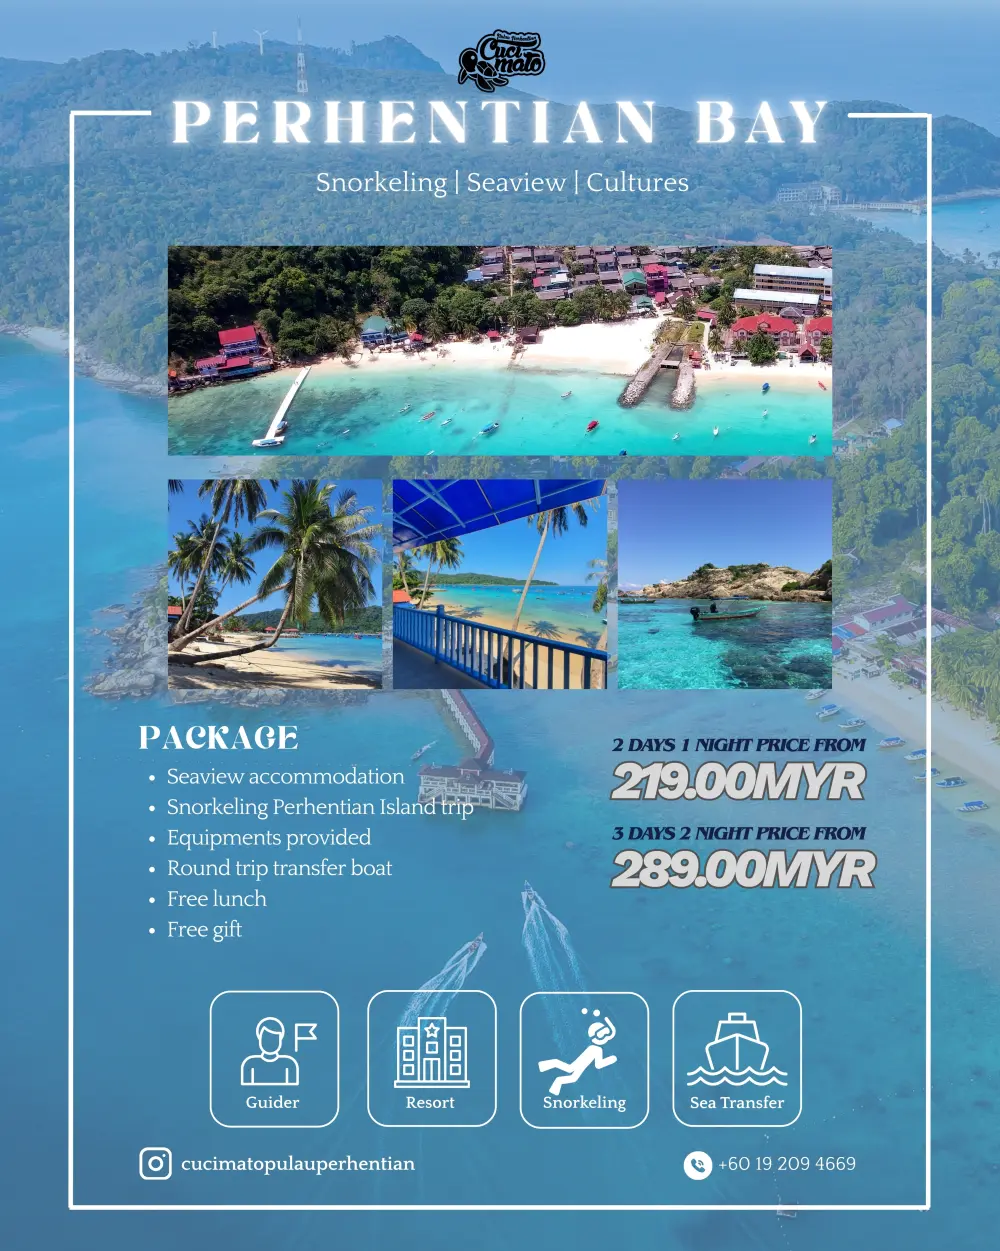 Pulau Perhentian
Cuci
mato
PERHENTIAN BAY
Snorkeling | Seaview | Cultures
PACKAGE
• Seaview accommodation
• Snorkeling Perhentian Island trip
• Equipments provided
• Round trip transfer boat
• Free lunch
• Free gift
2 DAYS 1 NIGHT PRICE FROM
219.00MYR
3 DAYS 2 NIGHT PRICE FROM
289.00MYR
Guider
Resort
Snorkeling
Sea Transfer
cucimatopulauperhentian
+60 19 209 4669